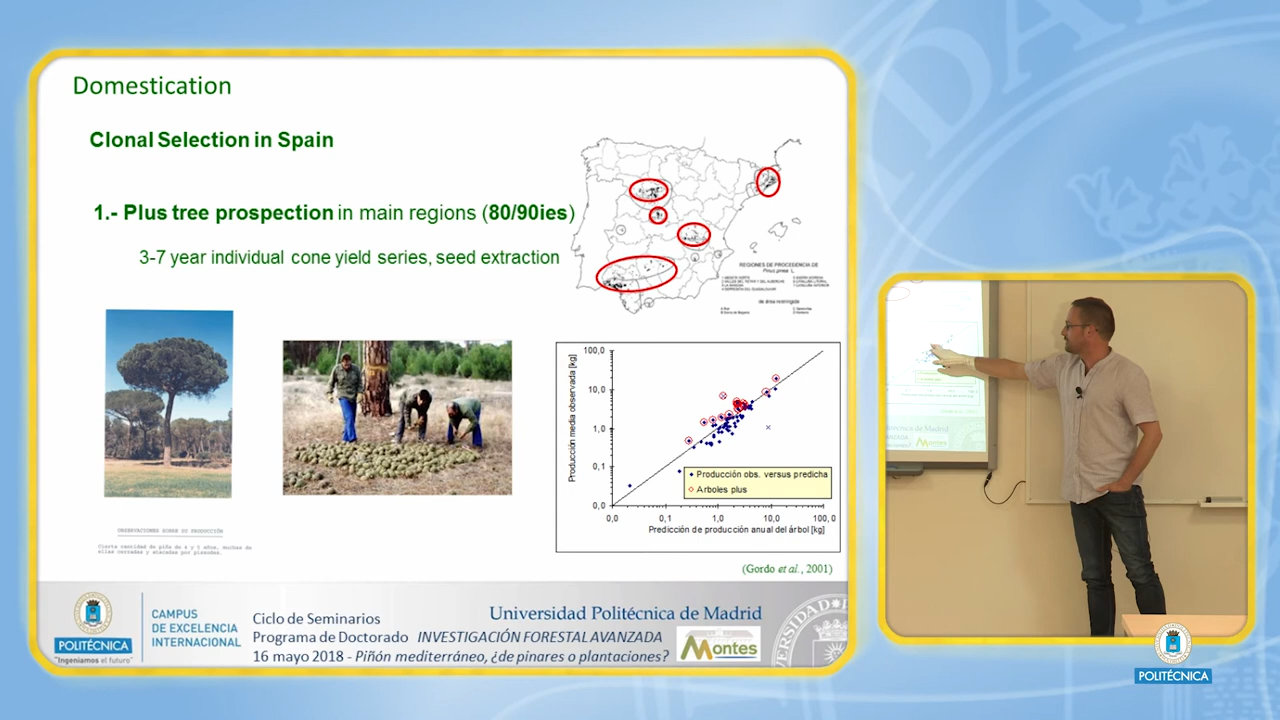 Domestication
Clonal Selection in Spain
1.- Plus tree prospection in main regions (80/90ies)
3-7 year individual cone yield series, seed extraction
REGIONES DE PROCEDENCIA DE
Pinus pinea L.
de área restringida
OBSERVACIONES SOBRE SU PRODUCCIÓN
Producción media observada [kg]
100,0
10,0
1,0
0,1
0,0
Producción obs. versus predicha
Arboles plus
0,0 0,1 1,0 10,0 100,0
Predicción de producción anual del árbol [kg]
(Gordo et al., 2001)
POLITÉCNICA
"Ingeniamos el futuro"
CAMPUS
DE EXCELENCIA
INTERNACIONAL
Ciclo de Seminarios
Programa de Doctorado INVESTIGACIÓN FORESTAL AVANZADA
16 mayo 2018 - Piñón mediterráneo, ¿de pinares o plantaciones?
Universidad Politécnica de Madrid
Montes
POLITÉCNICA